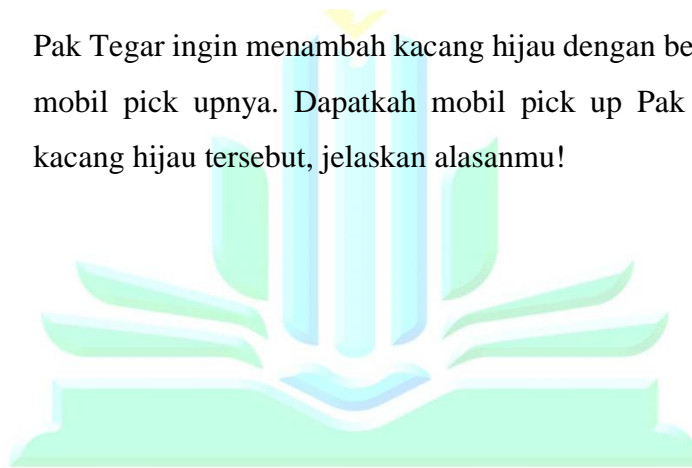 Pak Tegar ingin menambah kacang hijau dengan be
mobil pick upnya. Dapatkah mobil pick up Pak
kacang hijau tersebut, jelaskan alasanmu!